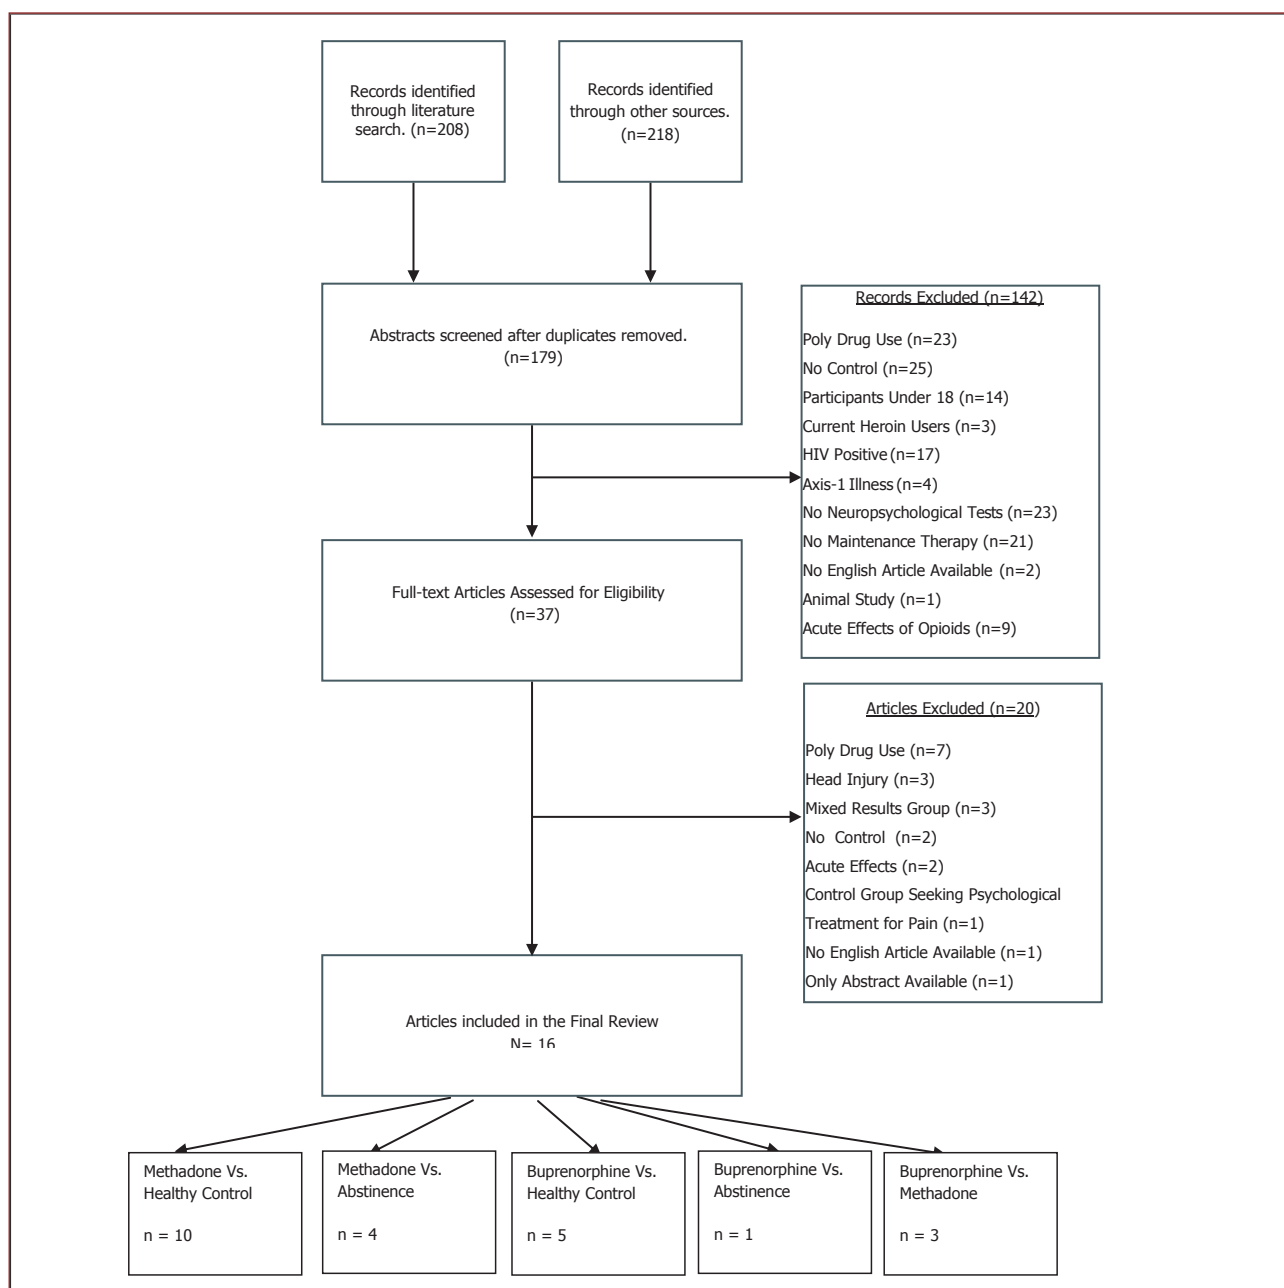 Records identified
through literature
search. (n=208)
Records identified
through other sources.
(n=218)
Abstracts screened after duplicates removed.
(n=179)
Records Excluded (n=142)
Poly Drug Use (n=23)
No Control (n=25)
Participants Under 18 (n=14)
Current Heroin Users (n=3)
HIV Positive (n=17)
Axis-1 Illness (n=4)
No Neuropsychological Tests (n=23)
No Maintenance Therapy (n=21)
No English Article Available (n=2)
Animal Study (n=1)
Acute Effects of Opioids (n=9)
Full-text Articles Assessed for Eligibility
(n=37)
Articles Excluded (n=20)
Poly Drug Use (n=7)
Head Injury (n=3)
Mixed Results Group (n=3)
No Control (n=2)
Acute Effects (n=2)
Control Group Seeking Psychological
Treatment for Pain (n=1)
No English Article Available (n=1)
Only Abstract Available (n=1)
Articles included in the Final Review
N= 16
Methadone Vs.
Healthy Control
n = 10
Methadone Vs.
Abstinence
n = 4
Buprenorphine Vs.
Healthy Control
n = 5
Buprenorphine Vs.
Abstinence
n = 1
Buprenorphine Vs.
Methadone
n = 3